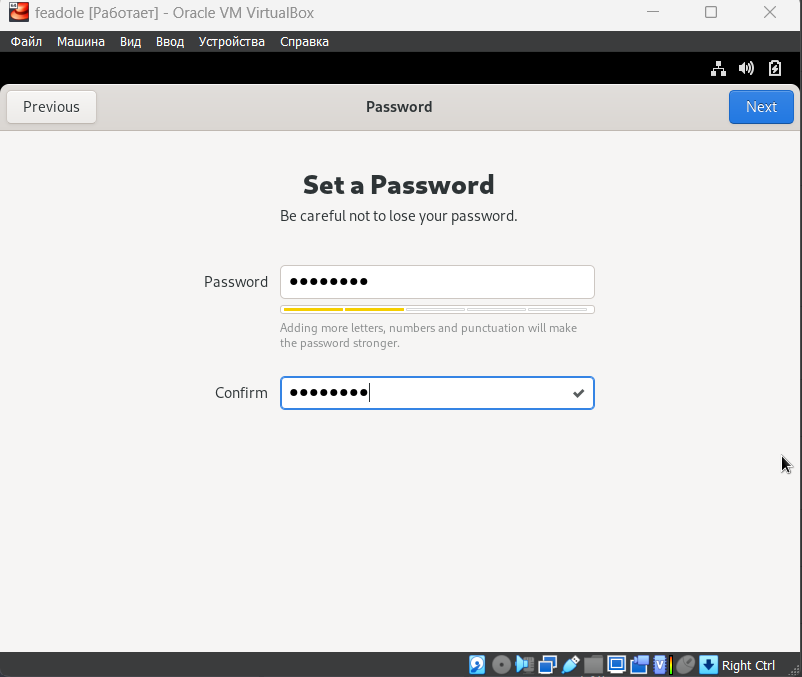 feadole [Работает] - Oracle VM VirtualBox
Файл Машина Вид Ввод Устройства Справка
Previous Password Next
Set a Password
Be careful not to lose your password.
Password ●●●●●●●●
Adding more letters, numbers and punctuation will make
the password stronger.
Confirm ●●●●●●●●
Right Ctrl